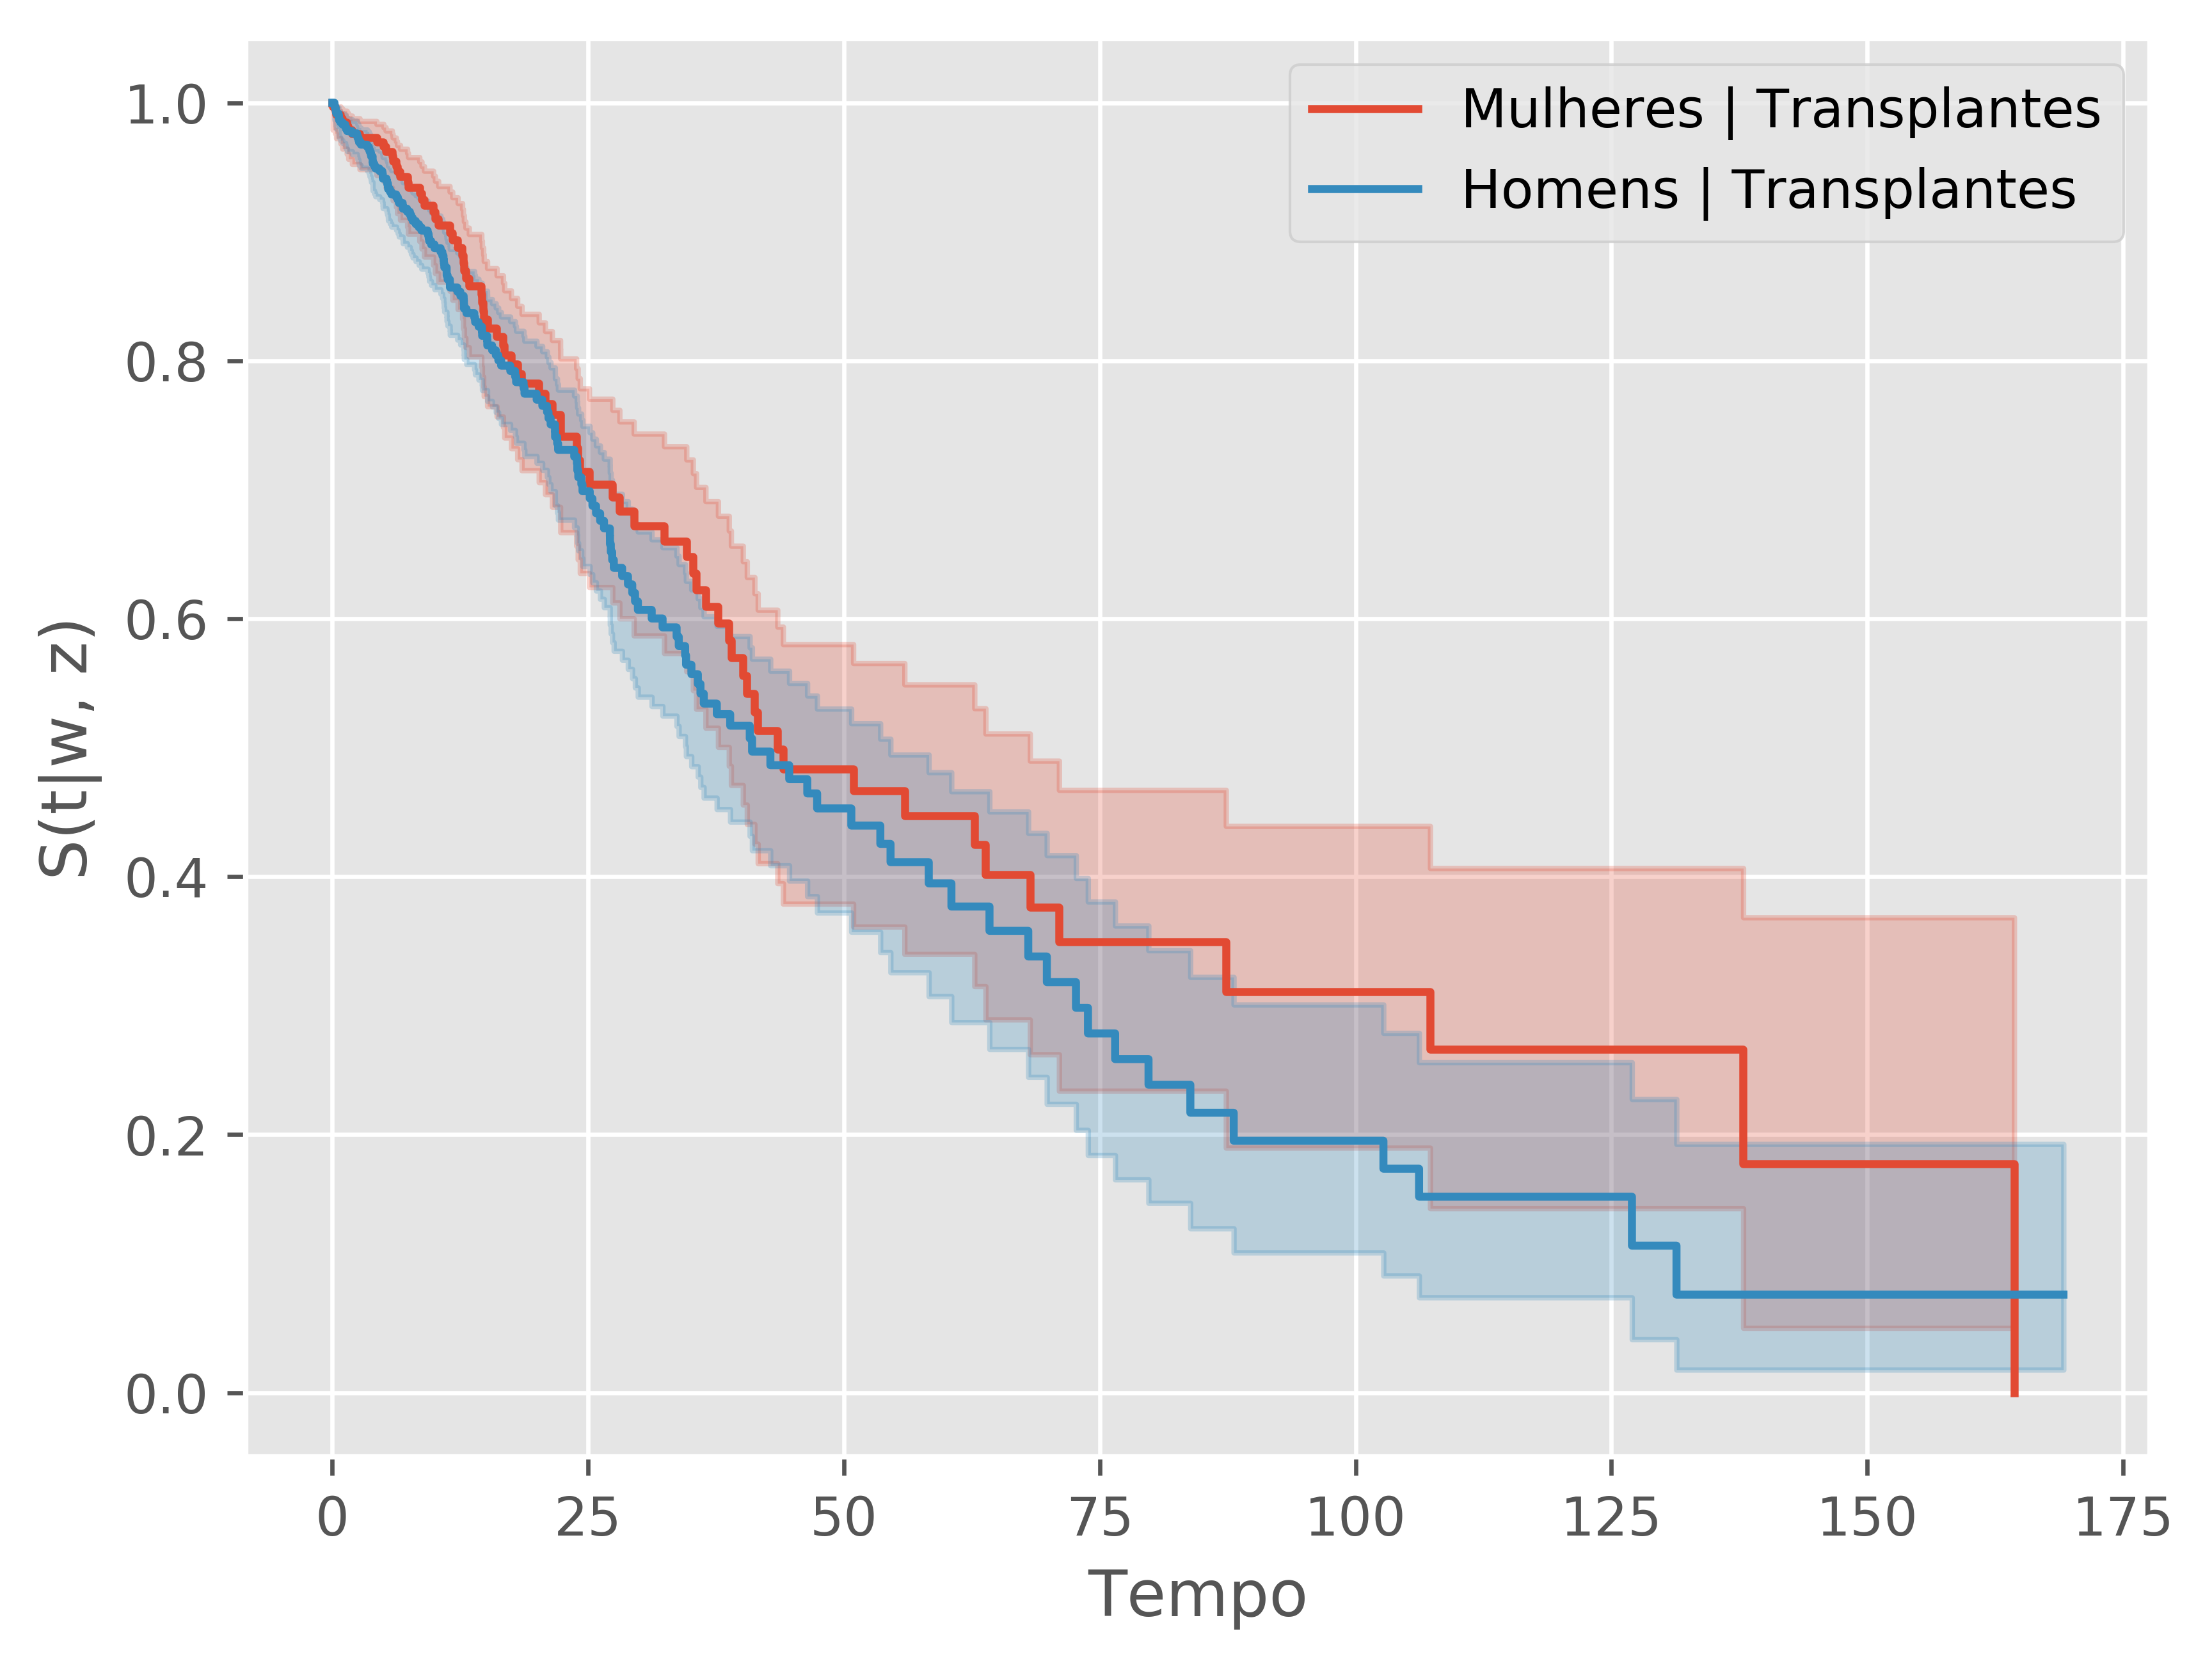 Mulheres | Transplantes
Homens | Transplantes
1.0
0.8
0.6
0.4
0.2
0.0
S(t|w, z)
0 25 50 75 100 125 150 175
Tempo